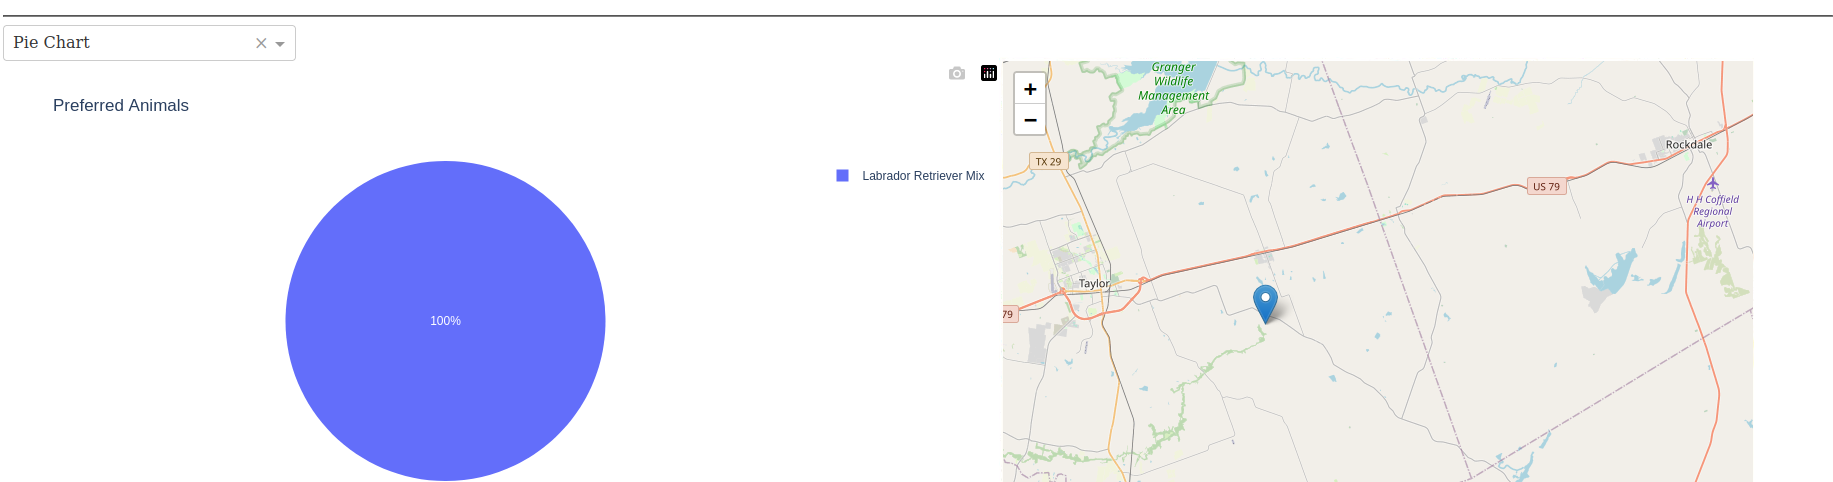 Pie Chart
Preferred Animals
100%
Labrador Retriever Mix
+
−
Granger
Wildlife
Management
Area
TX 29
Rockdale
US 79
H H Coffield
Regional
Airport
Taylor
79